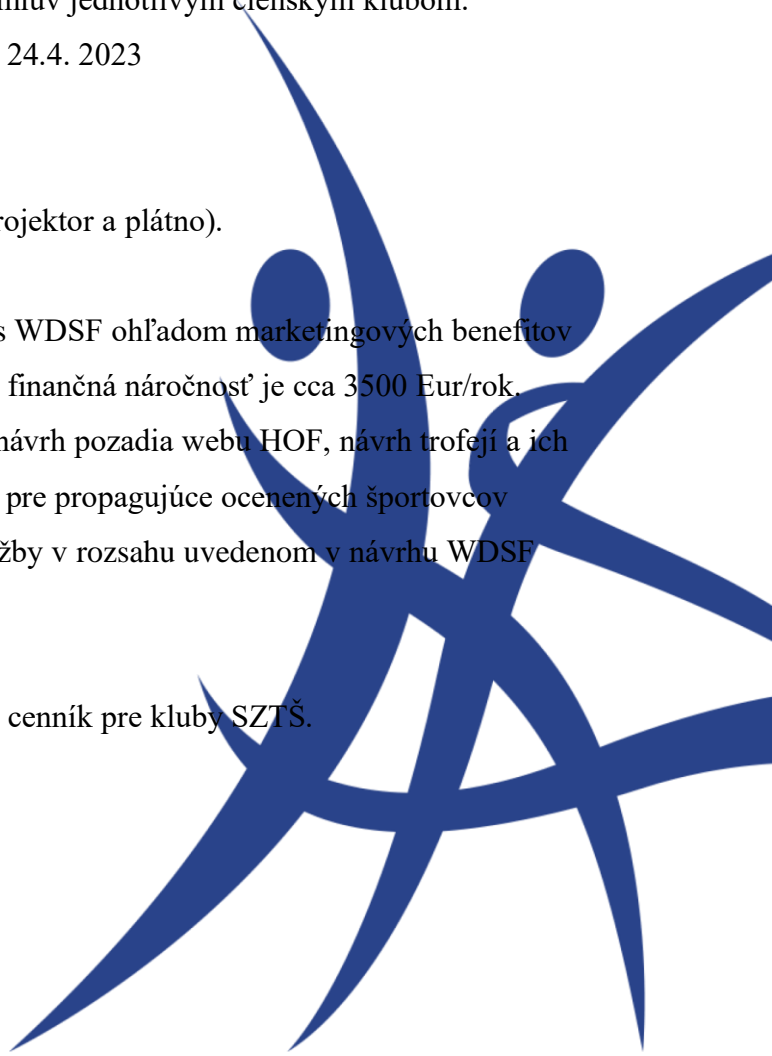 mlúv jednotlivým členským klubom.
24.4. 2023
rojektor a plátno).
s WDSF ohľadom marketingových benefitov
finančná náročnosť je cca 3500 Eur/rok.
návrh pozadia webu HOF, návrh trofejí a ich
pre propagujúce ocenených športovcov
žby v rozsahu uvedenom v návrhu WDSF
cenník pre kluby SZTŠ.